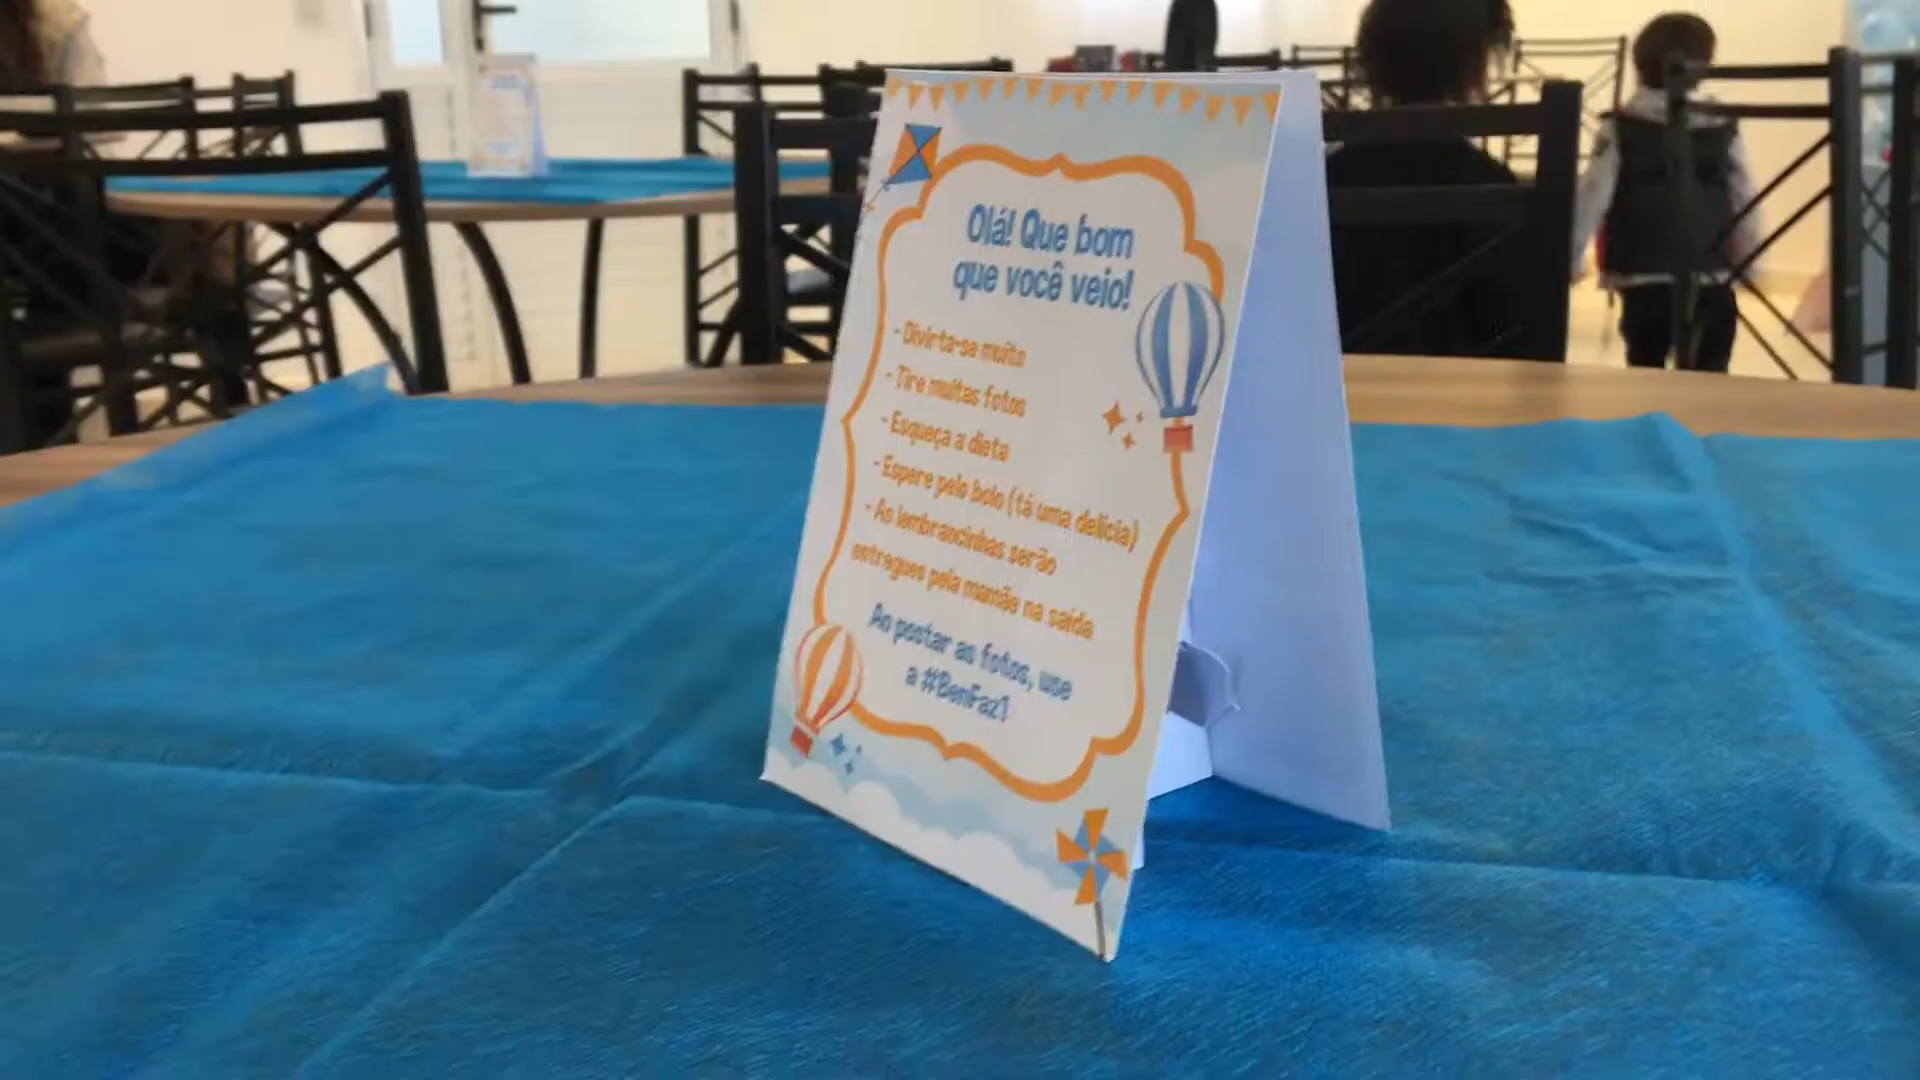 Olá! Que bom
que você veio!
- Divirta-se muito
- Tire muitas fotos
- Esqueça a dieta
- Espere pelo bolo (tá uma delícia)
- As lembrancinhas serão
entregues pela mamãe na saída
Ao postar as fotos, use
a #BenFaz1